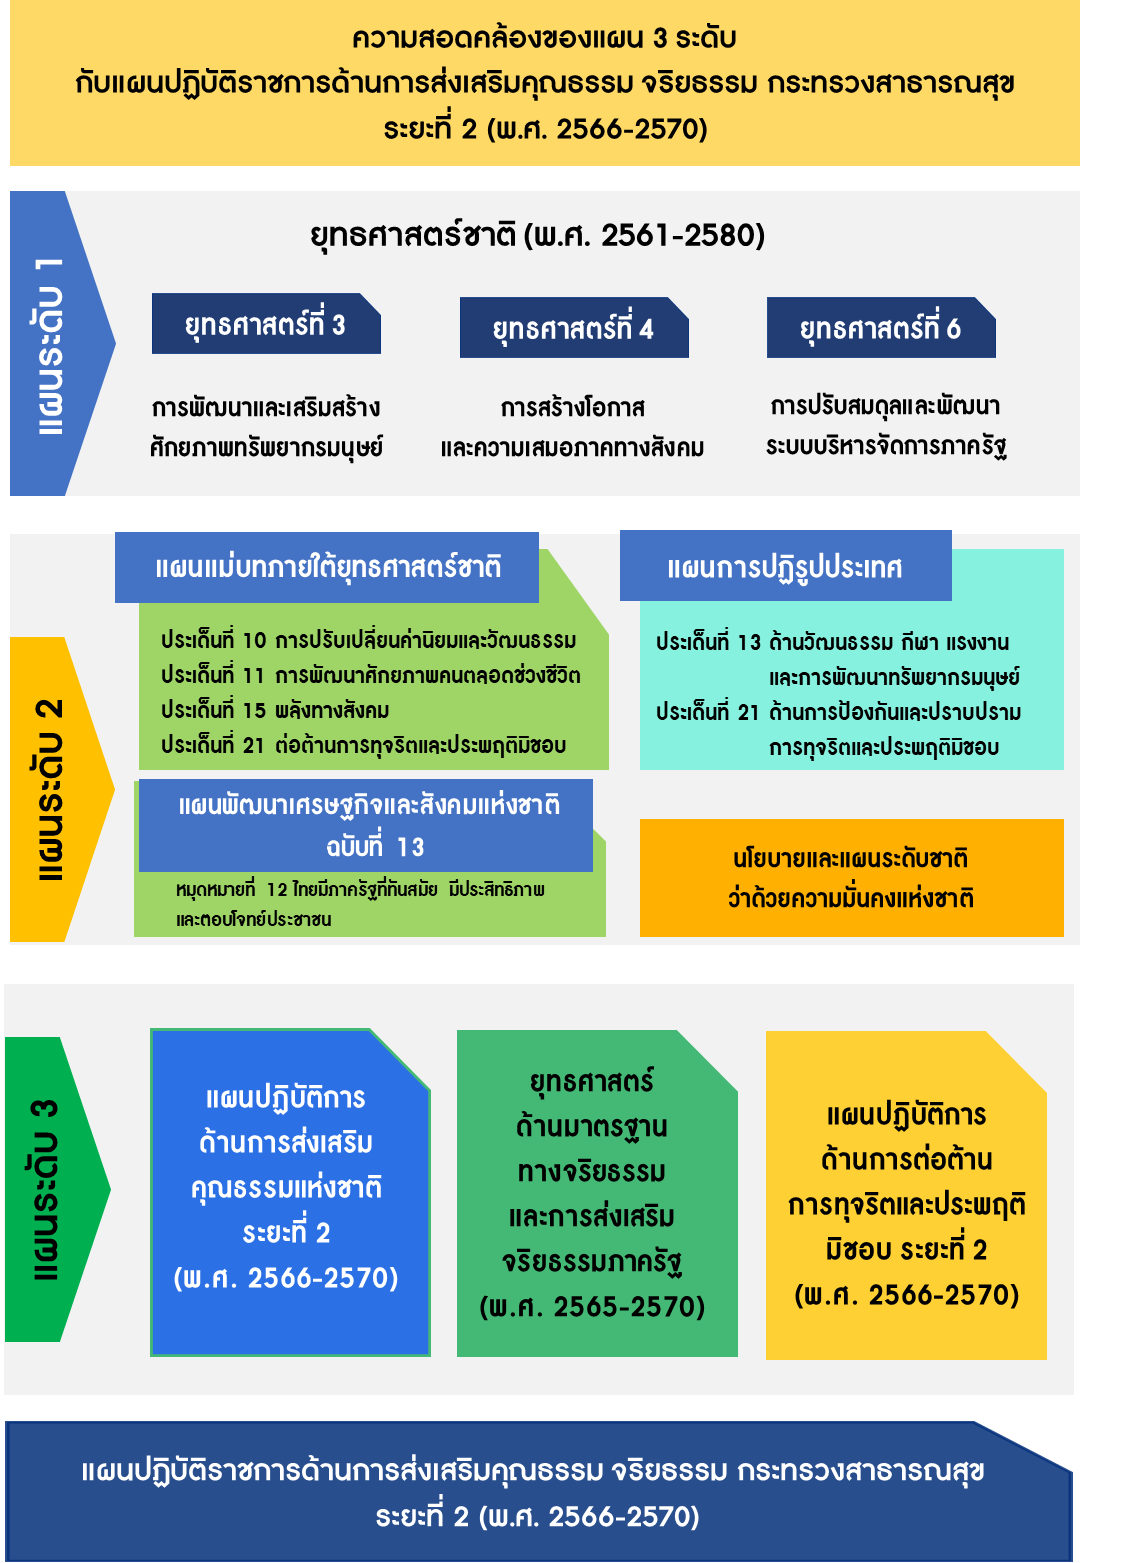 ความสอดคล้องของแผน 3 ระดับ
กับแผนปฏิบัติราชการด้านการส่งเสริมคุณธรรม จริยธรรม กระทรวงสาธารณสุข
ระยะที่ 2 (พ.ศ. 2566-2570)
แผนระดับ 1
ยุทธศาสตร์ชาติ (พ.ศ. 2561-2580)
ยุทธศาสตร์ที่ 3
การพัฒนาและเสริมสร้าง
ศักยภาพทรัพยากรมนุษย์
ยุทธศาสตร์ที่ 4
การสร้างโอกาส
และความเสมอภาคทางสังคม
ยุทธศาสตร์ที่ 6
การปรับสมดุลและพัฒนา
ระบบบริหารจัดการภาครัฐ
แผนระดับ 2
แผนแม่บทภายใต้ยุทธศาสตร์ชาติ
ประเด็นที่ 10 การปรับเปลี่ยนค่านิยมและวัฒนธรรม
ประเด็นที่ 11 การพัฒนาศักยภาพคนตลอดช่วงชีวิต
ประเด็นที่ 15 พลังทางสังคม
ประเด็นที่ 21 ต่อต้านการทุจริตและประพฤติมิชอบ
แผนการปฏิรูปประเทศ
ประเด็นที่ 13 ด้านวัฒนธรรม กีฬา แรงงาน
และการพัฒนาทรัพยากรมนุษย์
ประเด็นที่ 21 ด้านการป้องกันและปราบปราม
การทุจริตและประพฤติมิชอบ
แผนพัฒนาเศรษฐกิจและสังคมแห่งชาติ
ฉบับที่ 13
หมุดหมายที่ 12 ไทยมีภาครัฐที่ทันสมัย มีประสิทธิภาพ
และตอบโจทย์ประชาชน
นโยบายและแผนระดับชาติ
ว่าด้วยความมั่นคงแห่งชาติ
แผนระดับ 3
แผนปฏิบัติการ
ด้านการส่งเสริม
คุณธรรมแห่งชาติ
ระยะที่ 2
(พ.ศ. 2566-2570)
ยุทธศาสตร์
ด้านมาตรฐาน
ทางจริยธรรม
และการส่งเสริม
จริยธรรมภาครัฐ
(พ.ศ. 2565-2570)
แผนปฏิบัติการ
ด้านการต่อต้าน
การทุจริตและประพฤติ
มิชอบ ระยะที่ 2
(พ.ศ. 2566-2570)
แผนปฏิบัติราชการด้านการส่งเสริมคุณธรรม จริยธรรม กระทรวงสาธารณสุข
ระยะที่ 2 (พ.ศ. 2566-2570)